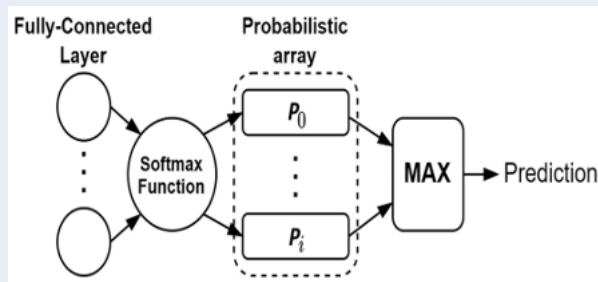 Fully-Connected
Layer
Probabilistic
array
Softmax
Function
P0
Pi
MAX
Prediction